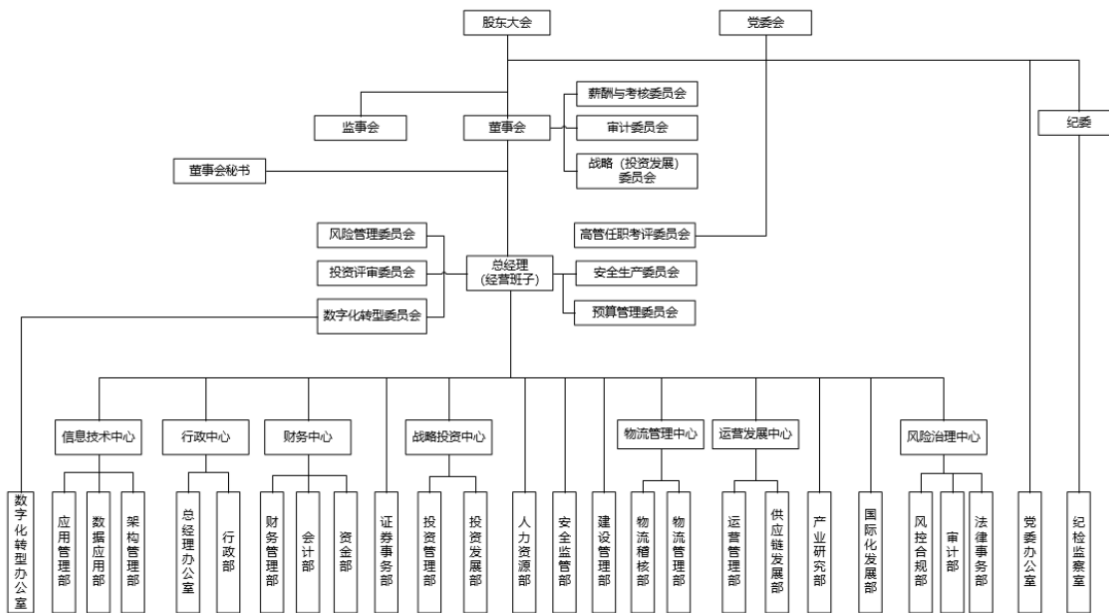 股东大会
党委会
薪酬与考核委员会
监事会
董事会
审计委员会
纪委
董事会秘书
战略（投资发展）
委员会
风险管理委员会
高管任职考评委员会
总经理
（经营班子）
投资评审委员会
安全生产委员会
数字化转型委员会
预算管理委员会
信息技术中心
行政中心
财务中心
战略投资中心
物流管理中心
运营发展中心
风险治理中心
数字化转型办公室
应用管理部
数据应用部
架构管理部
总经理办公室
行政部
财务管理部
会计部
资金部
证券事务部
投资管理部
投资发展部
人力资源部
安全监管部
建设管理部
物流稽核部
物流管理部
运营管理部
供应链发展部
产业研究部
国际化发展部
风控合规部
审计部
法律事务部
党委办公室
纪检监察室